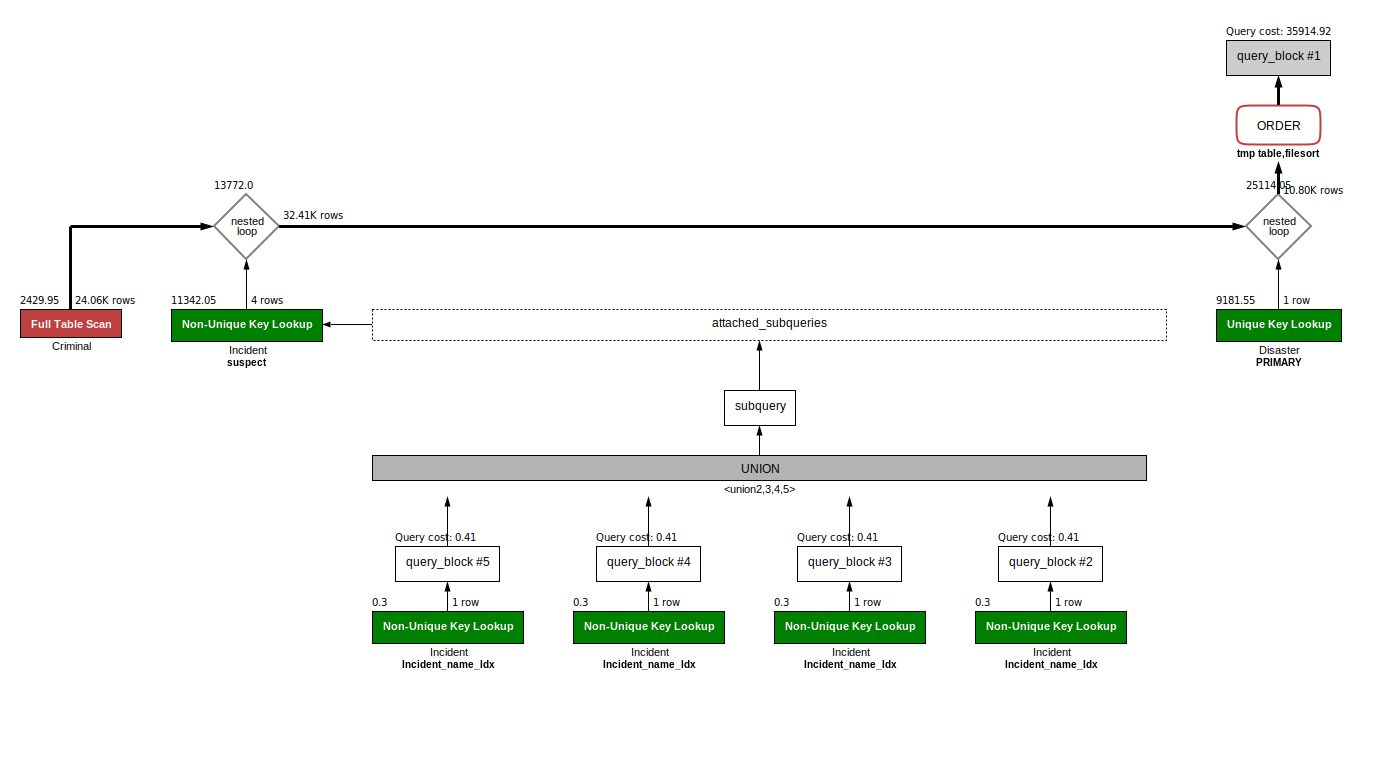 Query cost: 35914.92
query_block #1
ORDER
tmp table,filesort
13772.0
25114.05
10.80K rows
nested
loop
32.41K rows
nested
loop
2429.95
24.06K rows
11342.05
4 rows
9181.55
1 row
Full Table Scan
Non-Unique Key Lookup
attached_subqueries
Unique Key Lookup
Criminal
Incident
suspect
Disaster
PRIMARY
subquery
UNION
<union2,3,4,5>
Query cost: 0.41
Query cost: 0.41
Query cost: 0.41
Query cost: 0.41
query_block #5
query_block #4
query_block #3
query_block #2
0.3
1 row
0.3
1 row
0.3
1 row
0.3
1 row
Non-Unique Key Lookup
Non-Unique Key Lookup
Non-Unique Key Lookup
Non-Unique Key Lookup
Incident
Incident_name_Idx
Incident
Incident_name_Idx
Incident
Incident_name_Idx
Incident
Incident_name_Idx